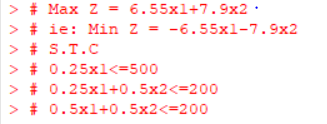 > # Max Z = 6.55x1+7.9x2
> # ie: Min Z = -6.55x1-7.9x2
> # S.T.C
> # 0.25x1<=500
> # 0.25x1+0.5x2<=200
> # 0.5x1+0.5x2<=200